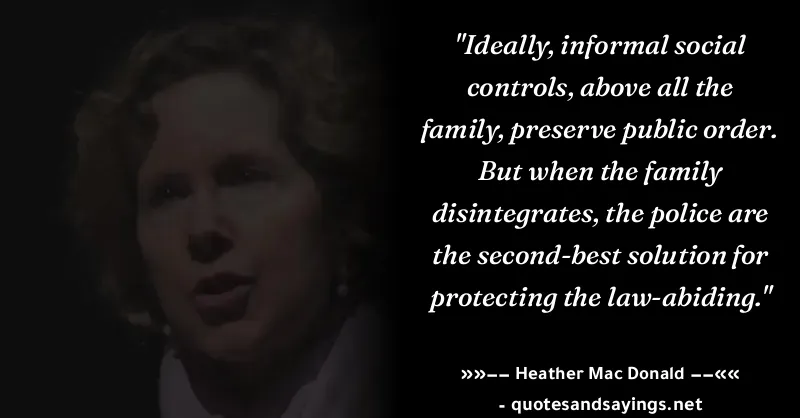 "Ideally, informal social
controls, above all the
family, preserve public order.
But when the family
disintegrates, the police are
the second-best solution for
protecting the law-abiding."
»»−− Heather Mac Donald −−««
- quotesandsayings.net